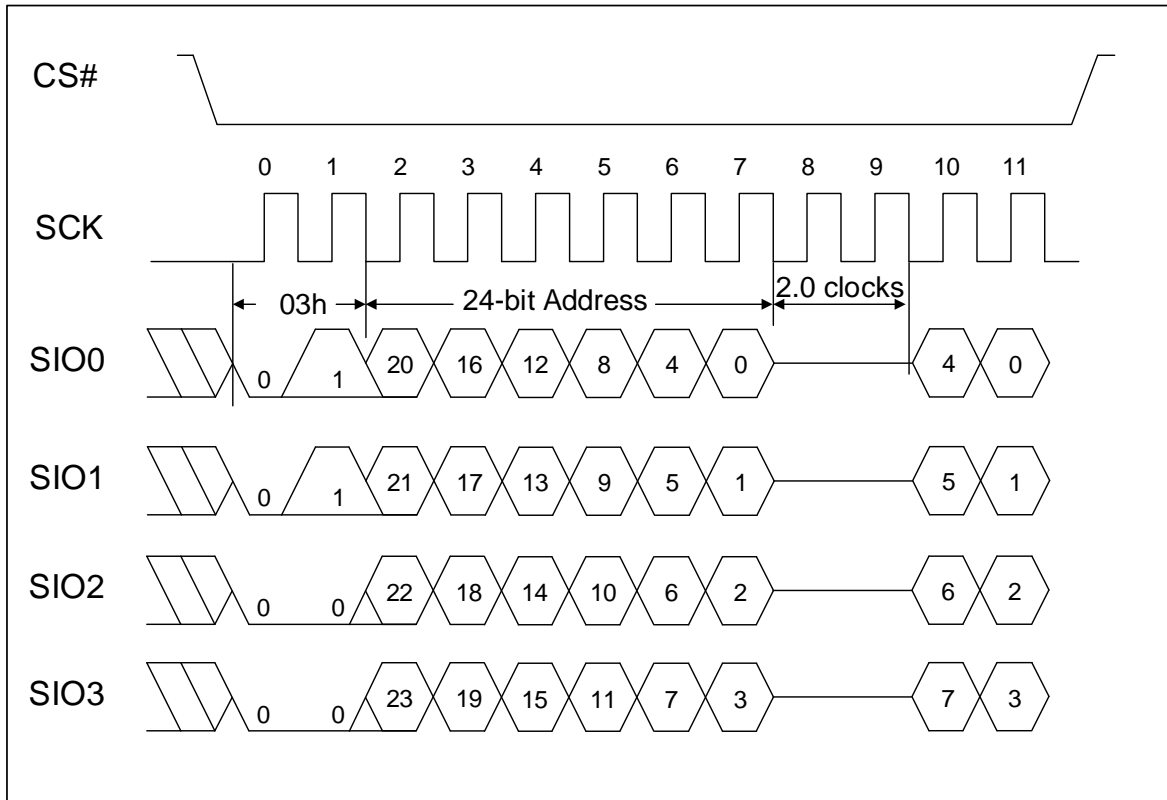 CS#
0 1 2 3 4 5 6 7 8 9 10 11
SCK
03h 24-bit Address 2.0 clocks
SIO0 0 1 20 16 12 8 4 0 4 0
SIO1 0 1 21 17 13 9 5 1 5 1
SIO2 0 0 22 18 14 10 6 2 6 2
SIO3 0 0 23 19 15 11 7 3 7 3